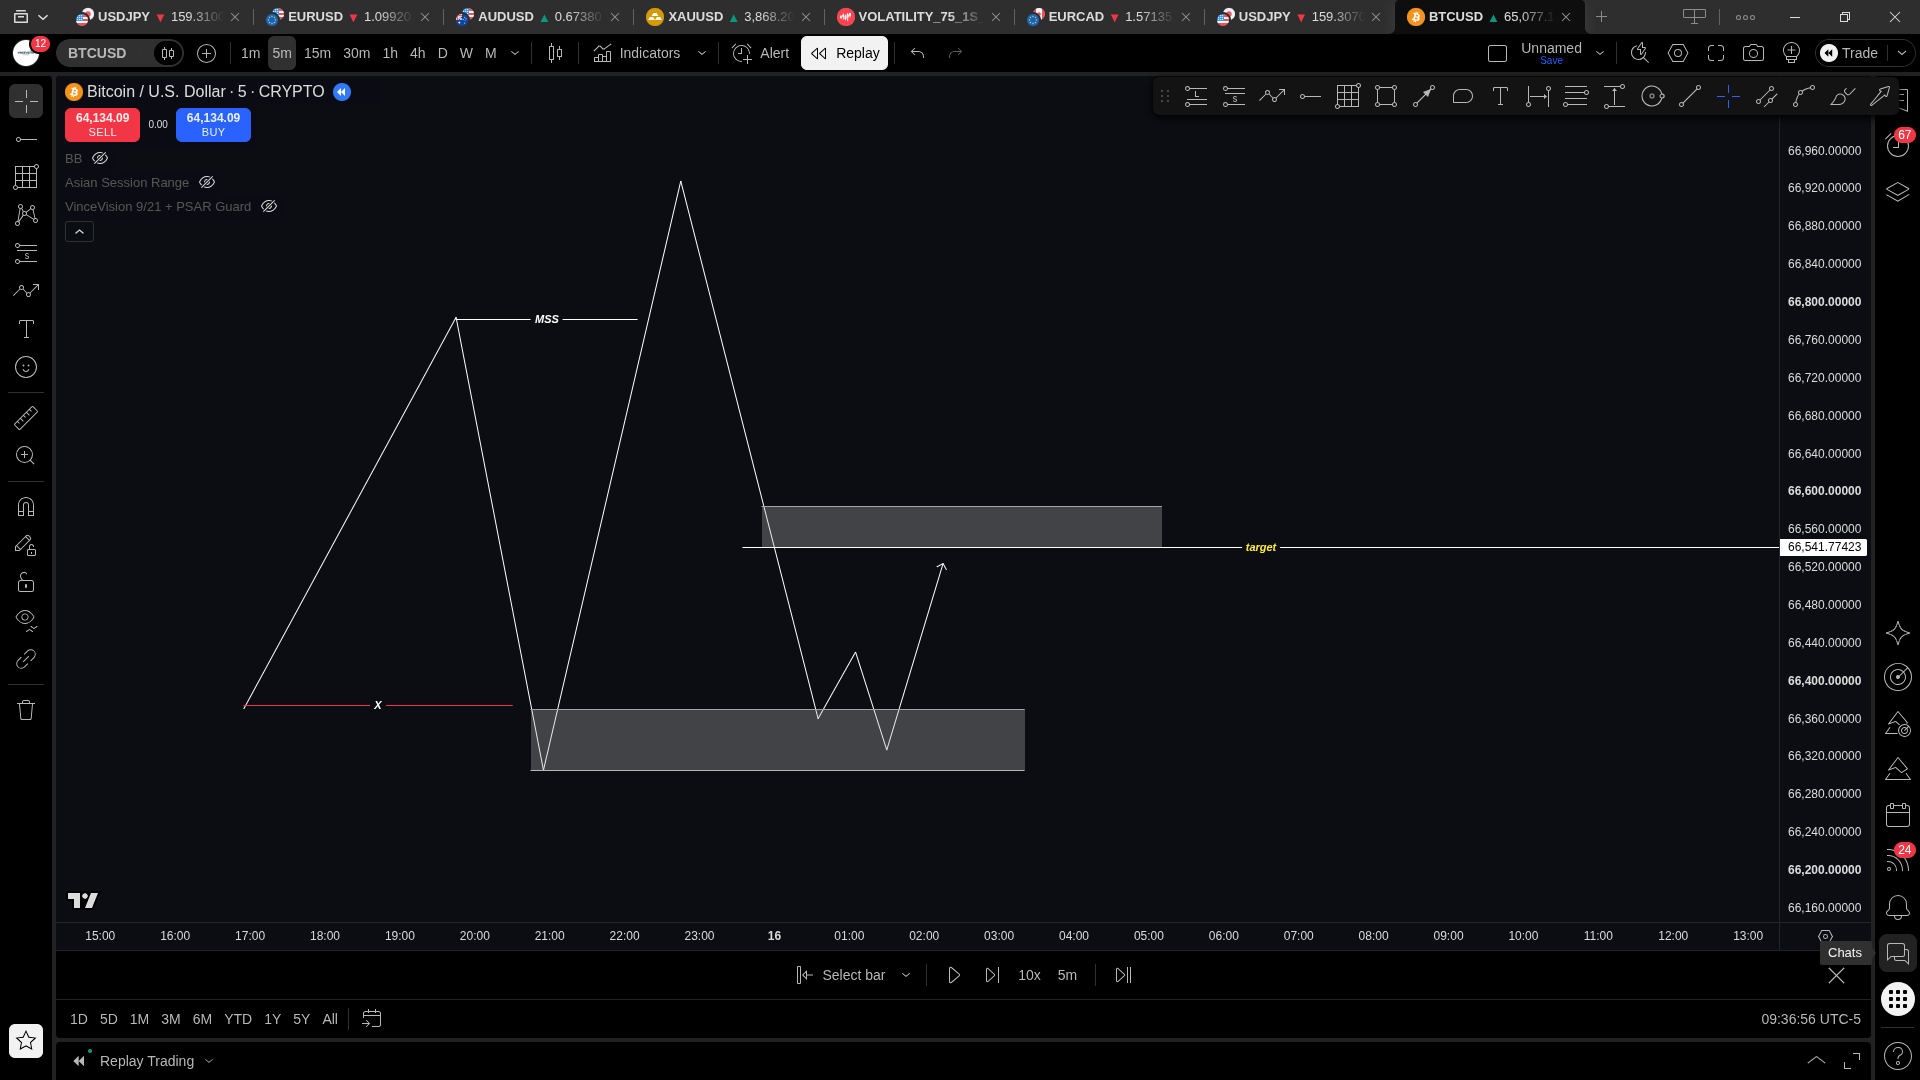 USDJPY ▼ 159.3100
EURUSD ▼ 1.09920
AUDUSD ▲ 0.67380
XAUUSD ▲ 3,868.20
VOLATILITY_75_1S
EURCAD ▼ 1.57135
USDJPY ▼ 159.3070
BTCUSD ▲ 65,077.1
12
BTCUSD
1m 5m 15m 30m 1h 4h D W M
Indicators
Alert
Replay
Unnamed
Save
Trade
Bitcoin / U.S. Dollar · 5 · CRYPTO
64,134.09
SELL
0.00
64,134.09
BUY
BB
Asian Session Range
VinceVision 9/21 + PSAR Guard
67
MSS
X
target
66,960.00000
66,920.00000
66,880.00000
66,840.00000
66,800.00000
66,760.00000
66,720.00000
66,680.00000
66,640.00000
66,600.00000
66,560.00000
66,541.77423
66,520.00000
66,480.00000
66,440.00000
66,400.00000
66,360.00000
66,320.00000
66,280.00000
66,240.00000
66,200.00000
66,160.00000
24
15:00 16:00 17:00 18:00 19:00 20:00 21:00 22:00 23:00 16 01:00 02:00 03:00 04:00 05:00 06:00 07:00 08:00 09:00 10:00 11:00 12:00 13:00
Chats
Select bar
10x
5m
1D 5D 1M 3M 6M YTD 1Y 5Y All
09:36:56 UTC-5
Replay Trading